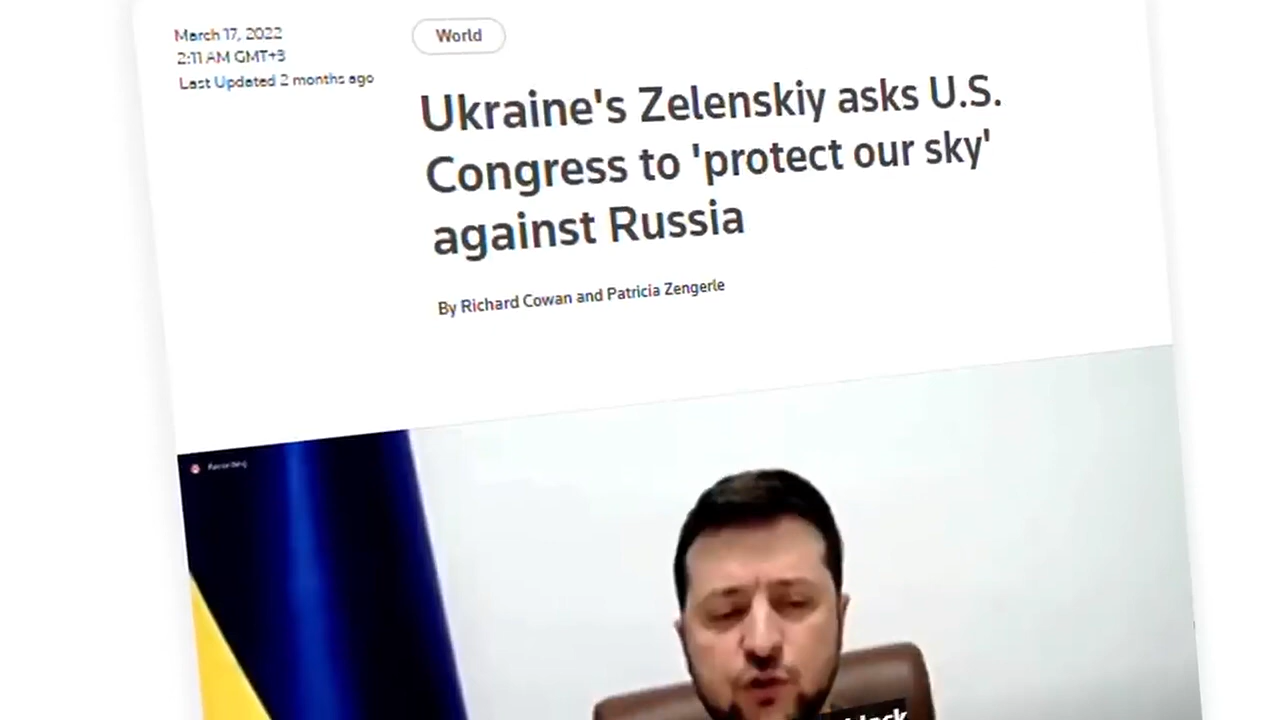 March 17, 2022
2:11 AM GMT+3
Last Updated 2 months ago
World
Ukraine's Zelenskiy asks U.S.
Congress to 'protect our sky'
against Russia
By Richard Cowan and Patricia Zengerle
Recording